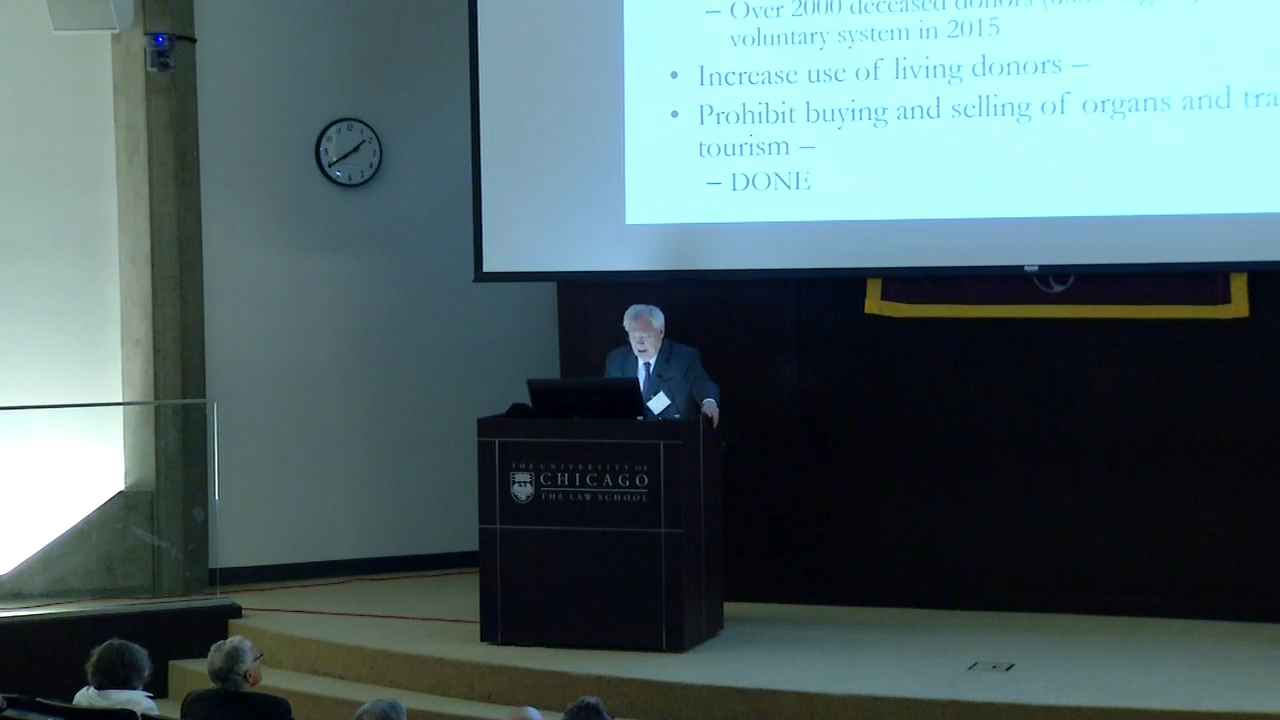 – Over 2000 deceased donors
voluntary system in 2015
• Increase use of living donors –
• Prohibit buying and selling of organs and tra
tourism –
– DONE
THE UNIVERSITY OF
CHICAGO
THE LAW SCHOOL